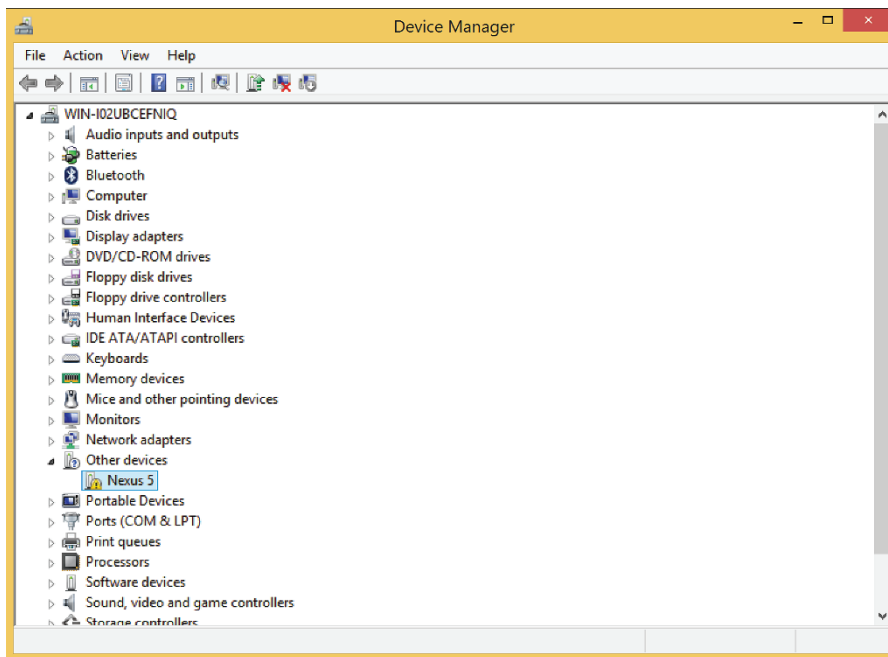 Device Manager
File Action View Help
WIN-I02UBCEFNIQ
Audio inputs and outputs
Batteries
Bluetooth
Computer
Disk drives
Display adapters
DVD/CD-ROM drives
Floppy disk drives
Floppy drive controllers
Human Interface Devices
IDE ATA/ATAPI controllers
Keyboards
Memory devices
Mice and other pointing devices
Monitors
Network adapters
Other devices
Nexus 5
Portable Devices
Ports (COM & LPT)
Print queues
Processors
Software devices
Sound, video and game controllers
Storage controllers